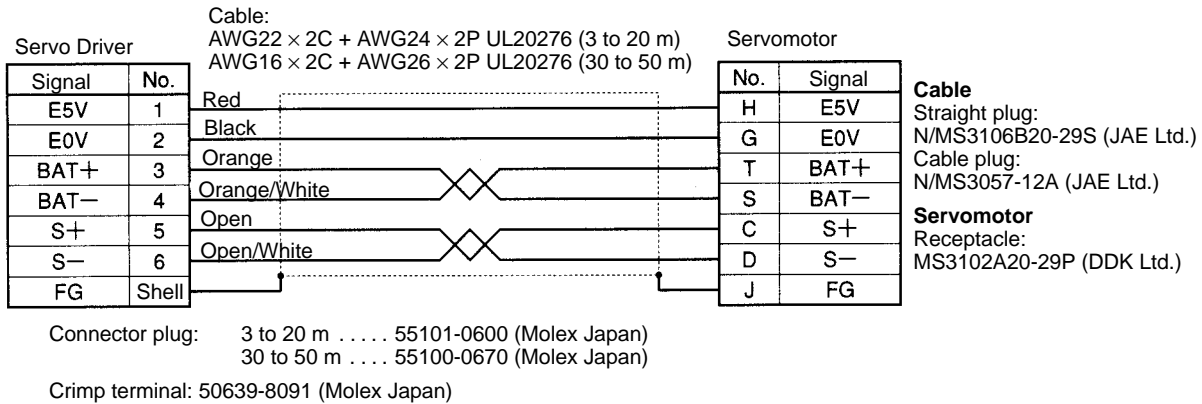 Cable:
AWG22 × 2C + AWG24 × 2P UL20276 (3 to 20 m)
AWG16 × 2C + AWG26 × 2P UL20276 (30 to 50 m)
Servo Driver
Servomotor
Signal No.
No. Signal
E5V 1 Red H E5V
E0V 2 Black G E0V
BAT+ 3 Orange T BAT+
BAT− 4 Orange/White S BAT−
S+ 5 Open C S+
S− 6 Open/White D S−
FG Shell J FG
Cable
Straight plug:
N/MS3106B20-29S (JAE Ltd.)
Cable plug:
N/MS3057-12A (JAE Ltd.)
Servomotor
Receptacle:
MS3102A20-29P (DDK Ltd.)
Connector plug: 3 to 20 m . . . . . 55101-0600 (Molex Japan)
30 to 50 m . . . . 55100-0670 (Molex Japan)
Crimp terminal: 50639-8091 (Molex Japan)